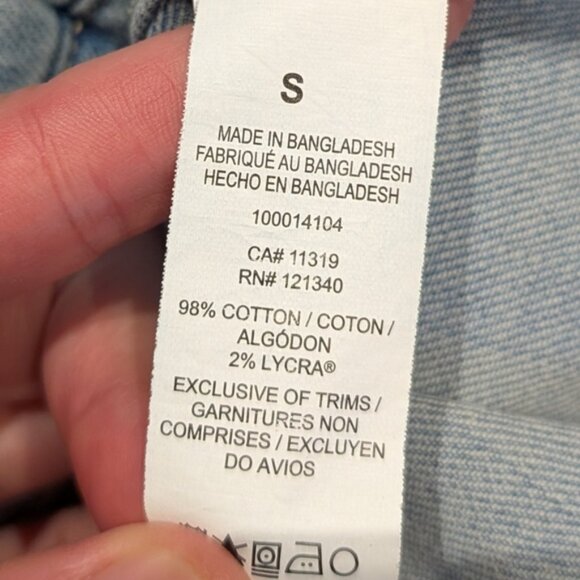 S
MADE IN BANGLADESH
FABRIQUÉ AU BANGLADESH
HECHO EN BANGLADESH
100014104
CA# 11319
RN# 121340
98% COTTON / COTON /
ALGÓDON
2% LYCRA®
EXCLUSIVE OF TRIMS /
GARNITURES NON
COMPRISES / EXCLUYEN
DO AVIOS